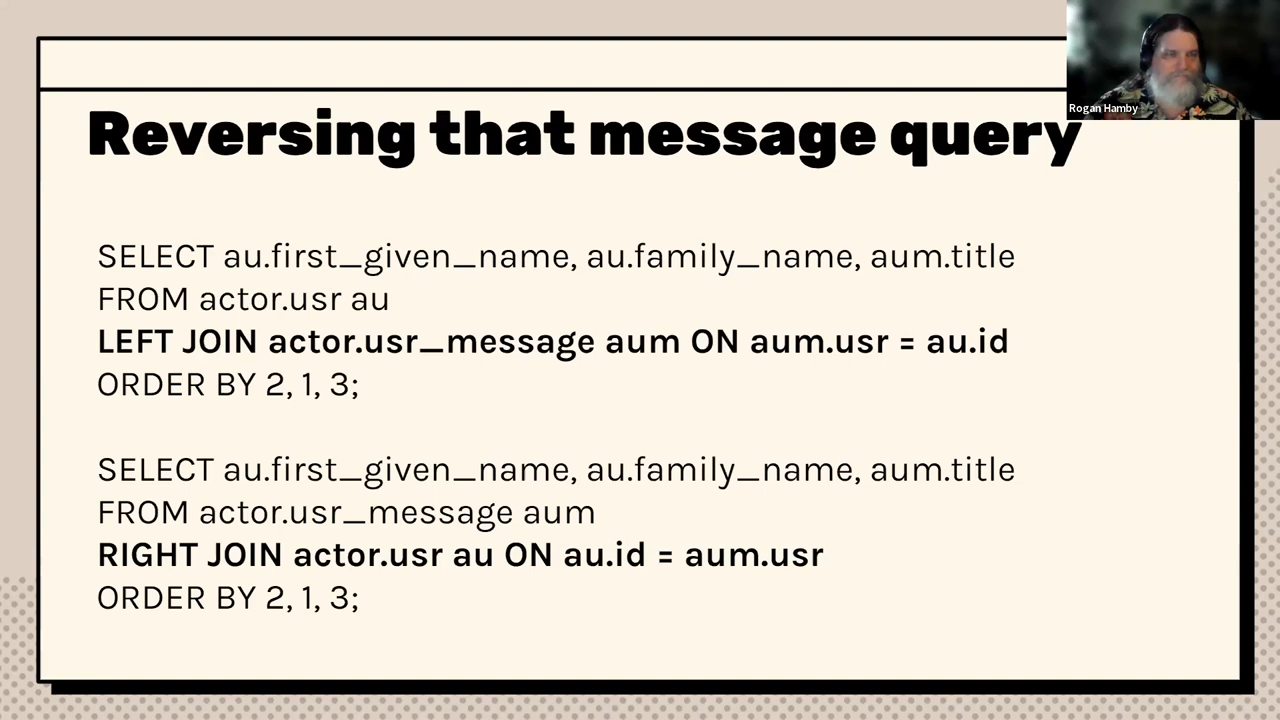 Rogan Hamby
Reversing that message query
SELECT au.first_given_name, au.family_name, aum.title
FROM actor.usr au
LEFT JOIN actor.usr_message aum ON aum.usr = au.id
ORDER BY 2, 1, 3;
SELECT au.first_given_name, au.family_name, aum.title
FROM actor.usr_message aum
RIGHT JOIN actor.usr au ON au.id = aum.usr
ORDER BY 2, 1, 3;